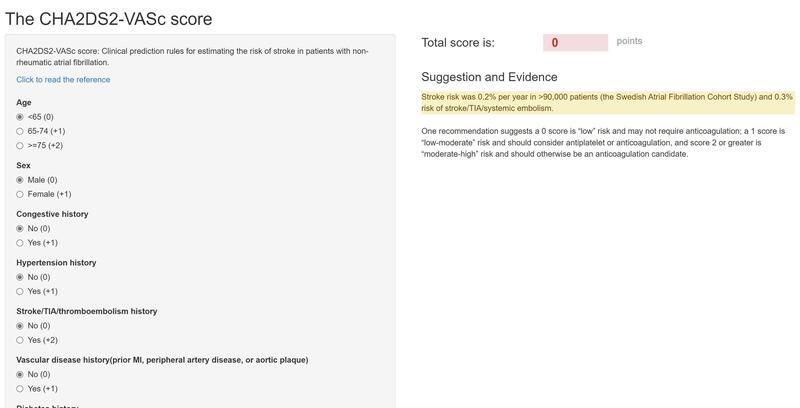 The CHA2DS2-VASc score
CHA2DS2-VASc score: Clinical prediction rules for estimating the risk of stroke in patients with non-
rheumatic atrial fibrillation.
Click to read the reference
Age
<65 (0)
65-74 (+1)
>=75 (+2)
Sex
Male (0)
Female (+1)
Congestive history
No (0)
Yes (+1)
Hypertension history
No (0)
Yes (+1)
Stroke/TIA/thromboembolism history
No (0)
Yes (+2)
Vascular disease history(prior MI, peripheral artery disease, or aortic plaque)
No (0)
Yes (+1)
Diabetes history
Total score is: 0 points
Suggestion and Evidence
Stroke risk was 0.2% per year in >90,000 patients (the Swedish Atrial Fibrillation Cohort Study) and 0.3%
risk of stroke/TIA/systemic embolism.
One recommendation suggests a 0 score is “low” risk and may not require anticoagulation; a 1 score is
“low-moderate” risk and should consider antiplatelet or anticoagulation, and score 2 or greater is
“moderate-high” risk and should otherwise be an anticoagulation candidate.